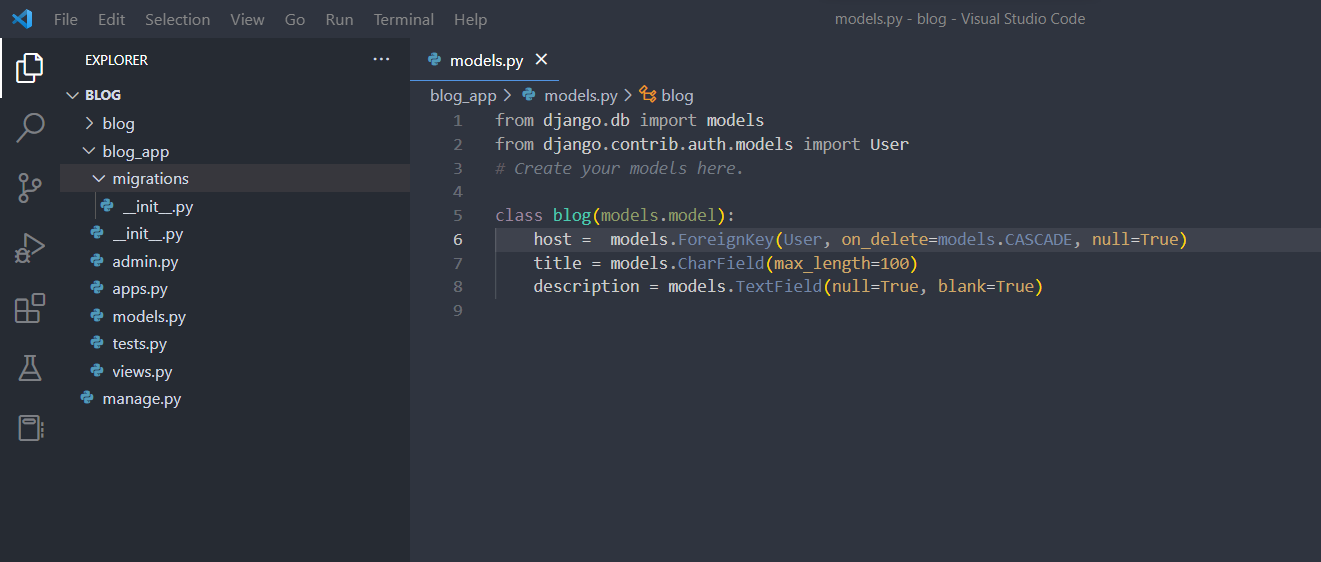 File Edit Selection View Go Run Terminal Help models.py - blog - Visual Studio Code
EXPLORER ...
BLOG
blog
blog_app
migrations
__init__.py
__init__.py
admin.py
apps.py
models.py
tests.py
views.py
manage.py
models.py
blog_app > models.py > blog
1 from django.db import models
2 from django.contrib.auth.models import User
3 # Create your models here.
4
5 class blog(models.model):
6 host =  models.ForeignKey(User, on_delete=models.CASCADE, null=True)
7 title = models.CharField(max_length=100)
8 description = models.TextField(null=True, blank=True)
9